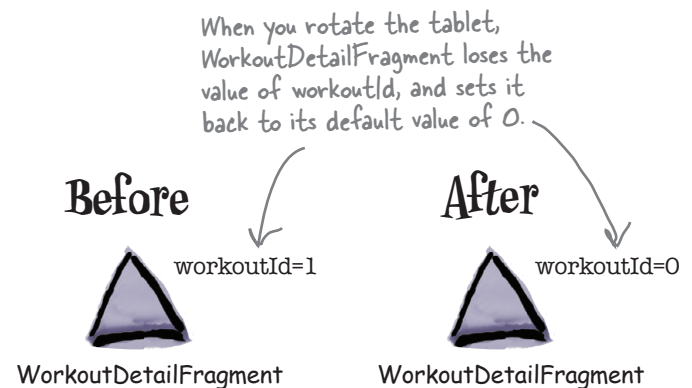 When you rotate the tablet,
WorkoutDetailFragment loses the
value of workoutId, and sets it
back to its default value of 0.
Before
After
workoutId=1
workoutId=0
WorkoutDetailFragment
WorkoutDetailFragment